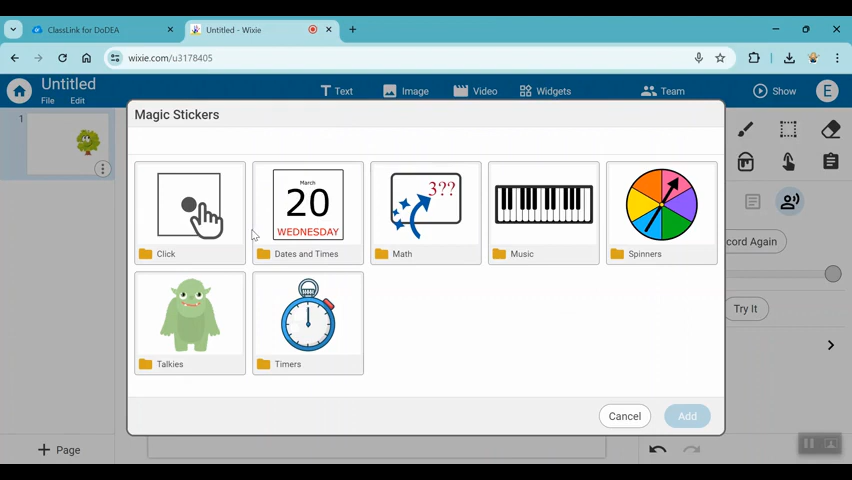 ClassLink for DoDEA
Untitled - Wixie
wixie.com/u3178405
Untitled
File Edit
Text Image Video Widgets Team Show E
1
Magic Stickers
March
20
WEDNESDAY
3??
Click Dates and Times Math Music Spinners
Talkies Timers
cord Again
Try It
Cancel Add
Page